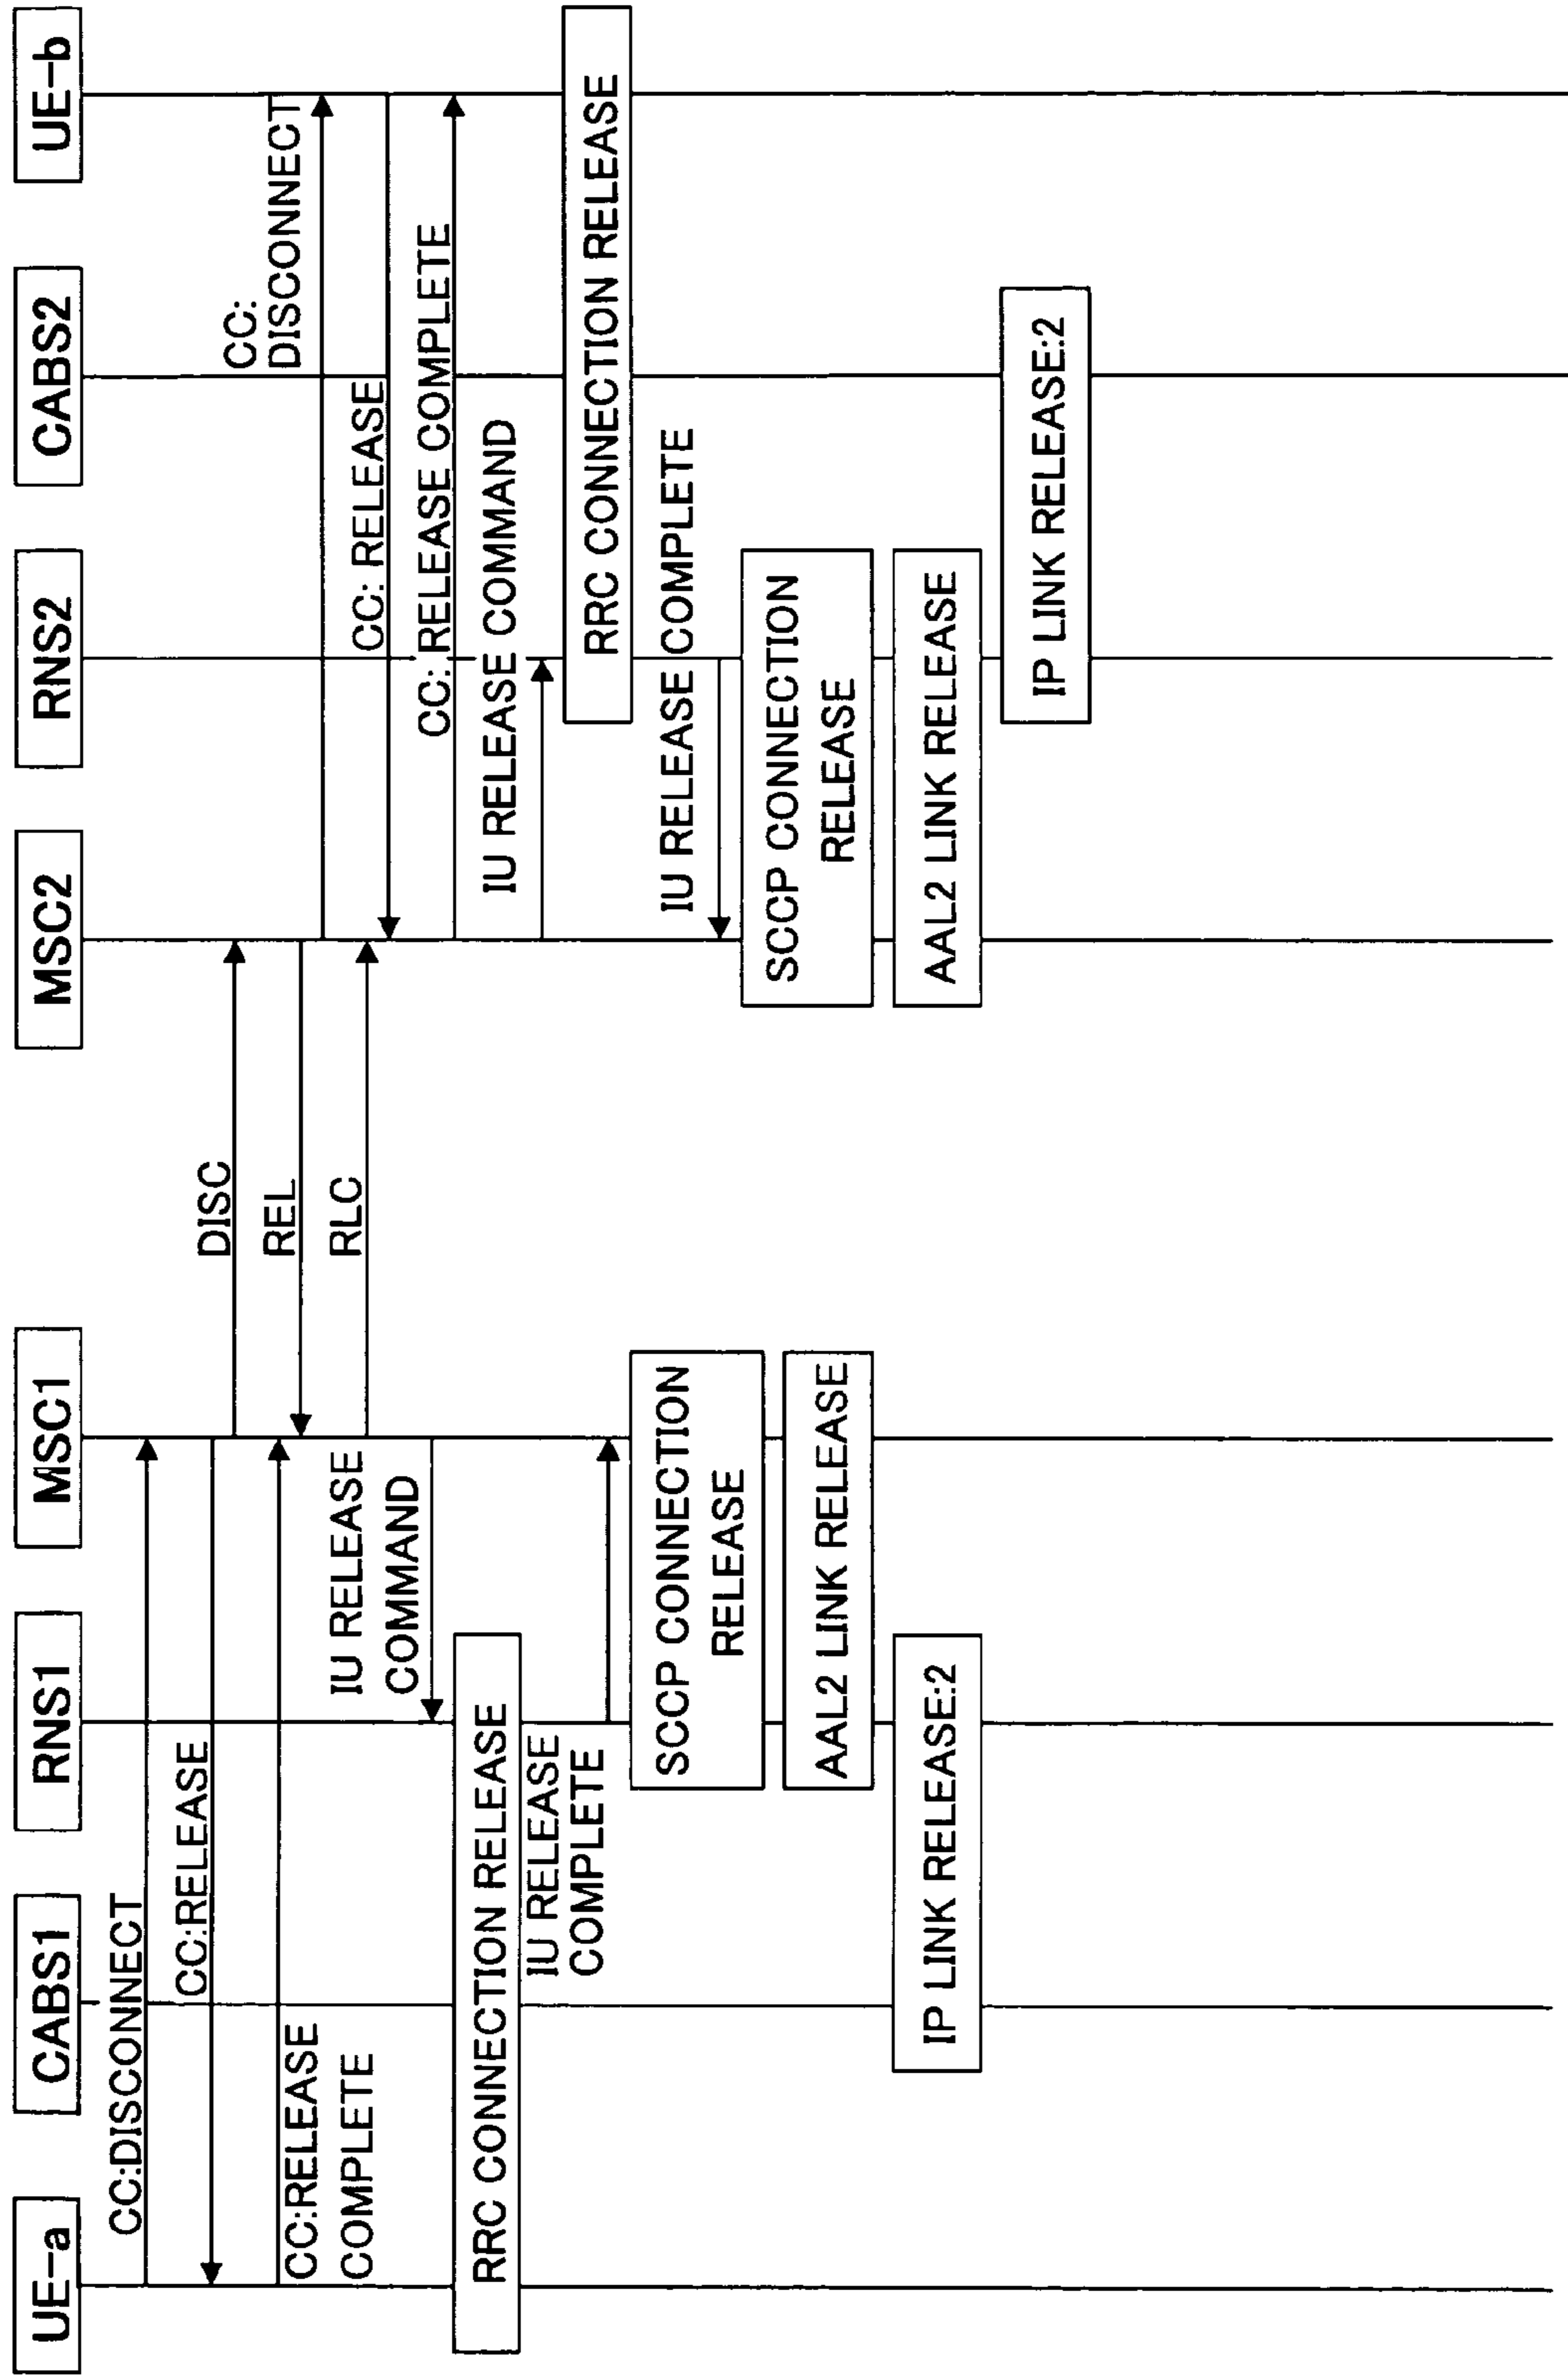 UE-a
CABS1
RNS1
MSC1
MSC2
RNS2
CABS2
UE-b
CC:DISCONNECT
CC:RELEASE
DISC
CC:
DISCONNECT
REL
CC:RELEASE
COMPLETE
RLC
CC: RELEASE
IU RELEASE
COMMAND
CC: RELEASE COMPLETE
RRC CONNECTION RELEASE
IU RELEASE COMMAND
IU RELEASE
COMPLETE
RRC CONNECTION RELEASE
SCCP CONNECTION
RELEASE
IU RELEASE COMPLETE
AAL2 LINK RELEASE
SCCP CONNECTION
RELEASE
IP LINK RELEASE:2
AAL2 LINK RELEASE
IP LINK RELEASE:2